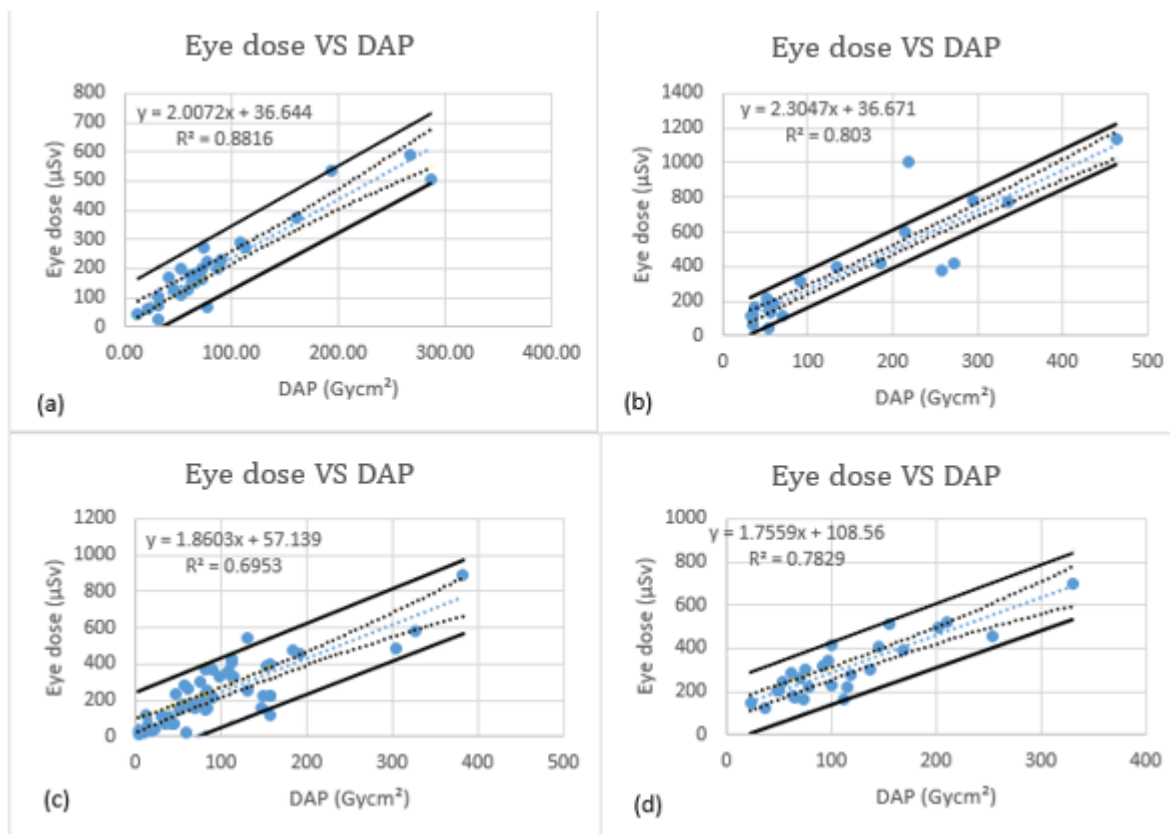 Eye dose VS DAP
800
700
600
500
400
300
200
100
0
y = 2.0072x + 36.644
R² = 0.8816
Eye dose (µSv)
0.00 100.00 200.00 300.00 400.00
DAP (Gycm²)
(a)
Eye dose VS DAP
1400
1200
1000
800
600
400
200
0
y = 2.3047x + 36.671
R² = 0.803
Eye dose (µSv)
0 100 200 300 400 500
DAP (Gycm²)
(b)
Eye dose VS DAP
1200
1000
800
600
400
200
0
y = 1.8603x + 57.139
R² = 0.6953
Eye dose (µSv)
0 100 200 300 400 500
DAP (Gycm²)
(c)
Eye dose VS DAP
1000
800
600
400
200
0
y = 1.7559x + 108.56
R² = 0.7829
Eye dose (µSv)
0 100 200 300 400
DAP (Gycm²)
(d)